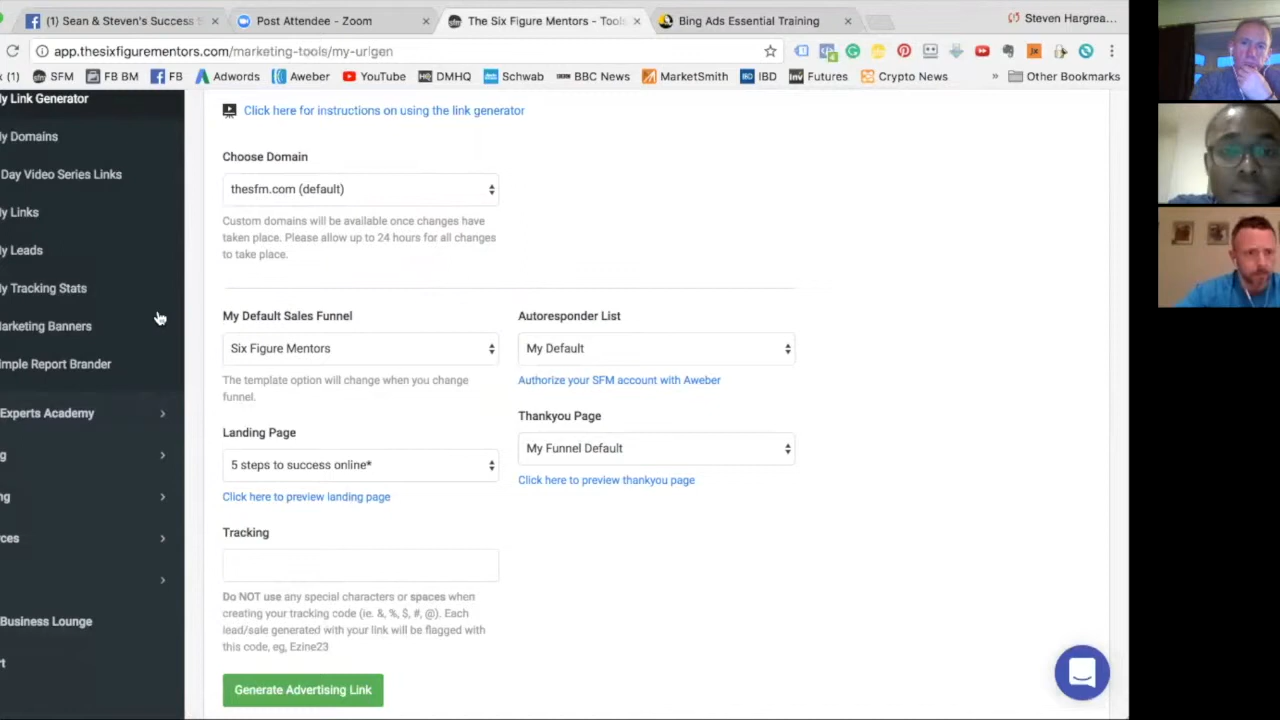 (1) Sean & Steven's Success
Post Attendee - Zoom
The Six Figure Mentors - Tools
Bing Ads Essential Training
Steven Hargrea...
app.thesixfigurementors.com/marketing-tools/my-urlgen
(1)
SFM
FB BM
FB
Adwords
Aweber
YouTube
DMHQ
Schwab
BBC News
MarketSmith
IBD
Futures
Crypto News
»
Other Bookmarks
y Link Generator
y Domains
Day Video Series Links
y Links
y Leads
y Tracking Stats
arketing Banners
imple Report Brander
Experts Academy
g
ng
ces
Business Lounge
t
Click here for instructions on using the link generator
Choose Domain
thesfm.com (default)
Custom domains will be available once changes have
taken place. Please allow up to 24 hours for all changes
to take place.
My Default Sales Funnel
Six Figure Mentors
The template option will change when you change
funnel.
Autoresponder List
My Default
Authorize your SFM account with Aweber
Landing Page
5 steps to success online*
Click here to preview landing page
Thankyou Page
My Funnel Default
Click here to preview thankyou page
Tracking
Do NOT use any special characters or spaces when
creating your tracking code (ie. &, %, $, #, @). Each
lead/sale generated with your link will be flagged with
this code, eg, Ezine23
Generate Advertising Link